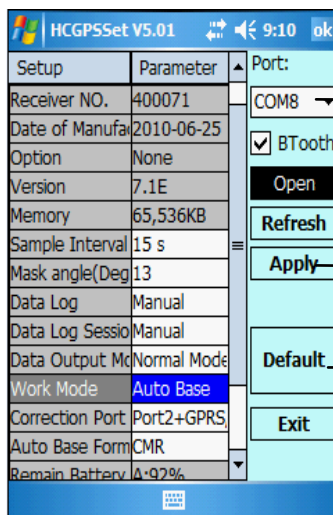 HCGPSSet V5.01 9:10 ok
Setup Parameter
Receiver NO. 400071
Date of Manufac 2010-06-25
Option None
Version 7.1E
Memory 65,536KB
Sample Interval 15 s
Mask angle(Deg 13
Data Log Manual
Data Log Sessio Manual
Data Output Mo Normal Mode
Work Mode Auto Base
Correction Port Port2+GPRS,
Auto Base Form CMR
Remain Battery A:92%
Port:
COM8
BTooth
Open
Refresh
Apply
Default
Exit